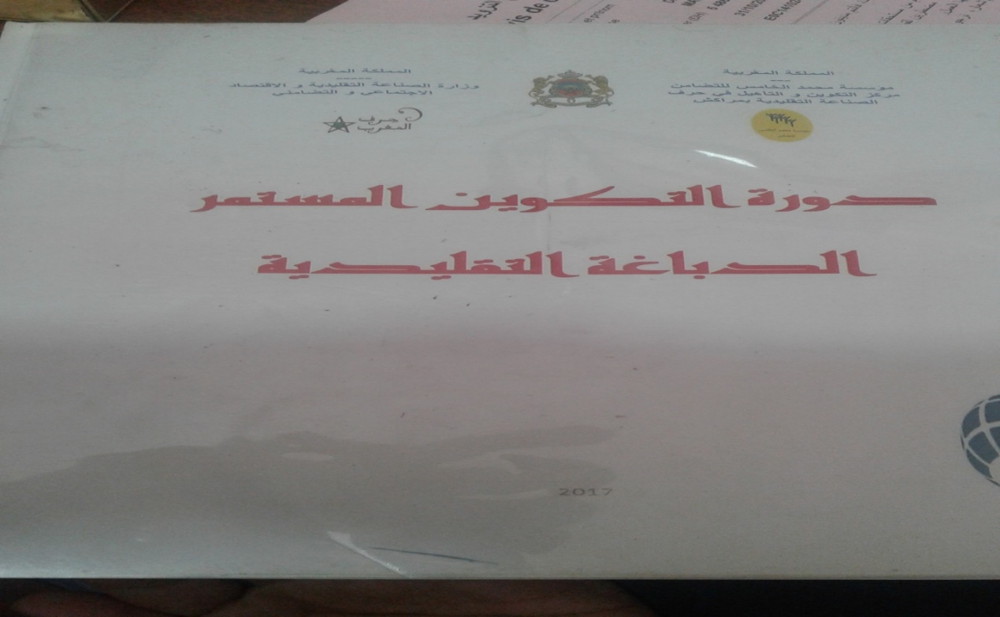 المملكة المغربية
مؤسسة محمد الخامس للتضامن
مركز التكوين و التأهيل في حرف
الصناعة التقليدية بمراكش
المملكة المغربية
وزارة الصناعة التقليدية و الاقتصاد
الاجتماعي و التضامني
حرف
المغرب
دورة التكوين المستمر
الدباغة التقليدية
2017